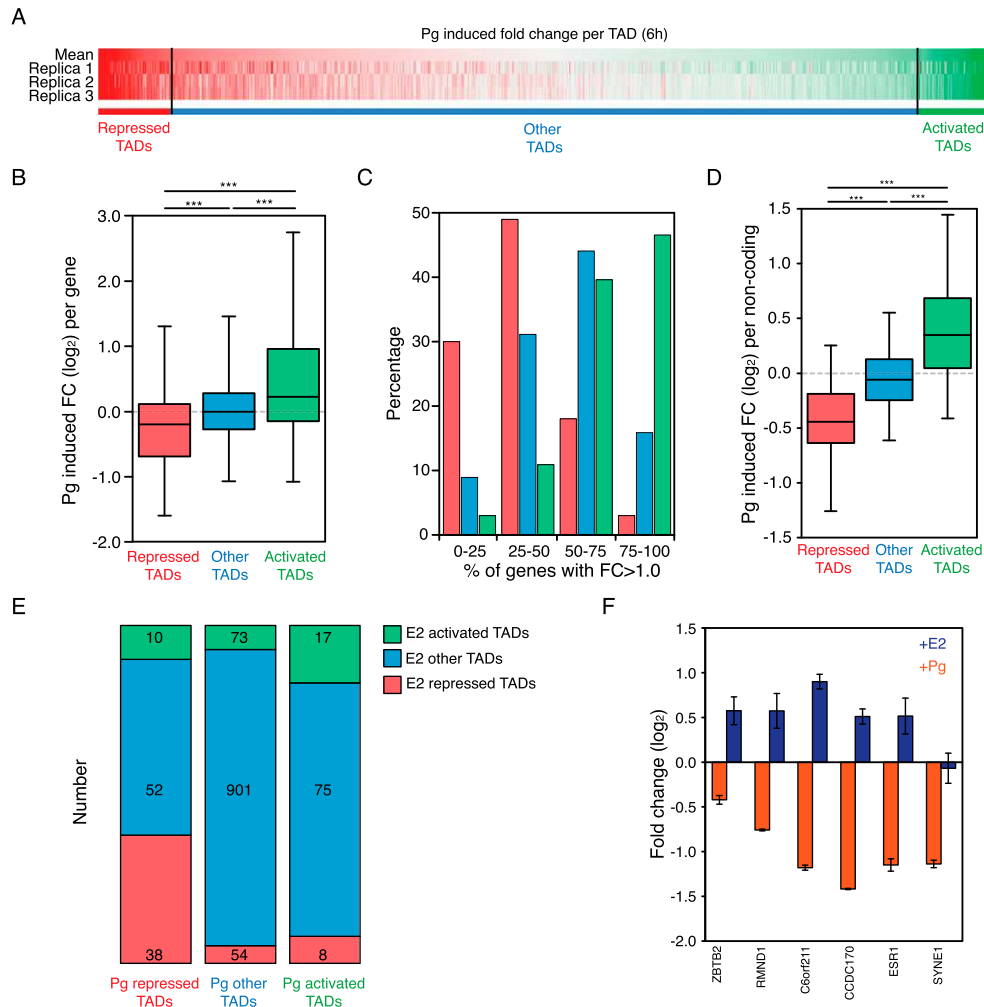 A
Pg induced fold change per TAD (6h)
Mean
Replica 1
Replica 2
Replica 3
Repressed
TADs
Other
TADs
Activated
TADs
B
***
***
***
Pg induced FC (log2) per gene
3.0
2.0
1.0
0.0
-1.0
-2.0
Repressed
TADs
Other
TADs
Activated
TADs
C
Percentage
50
40
30
20
10
0
0-25
25-50
50-75
75-100
% of genes with FC>1.0
D
***
***
***
Pg induced FC (log2) per non-coding
1.5
1.0
0.5
0.0
-0.5
-1.0
-1.5
Repressed
TADs
Other
TADs
Activated
TADs
E
Number
10
52
38
73
901
54
17
75
8
Pg repressed
TADs
Pg other
TADs
Pg activated
TADs
E2 activated TADs
E2 other TADs
E2 repressed TADs
F
+E2
+Pg
Fold change (log2)
1.5
1.0
0.5
0.0
-0.5
-1.0
-1.5
-2.0
ZBTB2
RMND1
C6orf211
CCDC170
ESR1
SYNE1